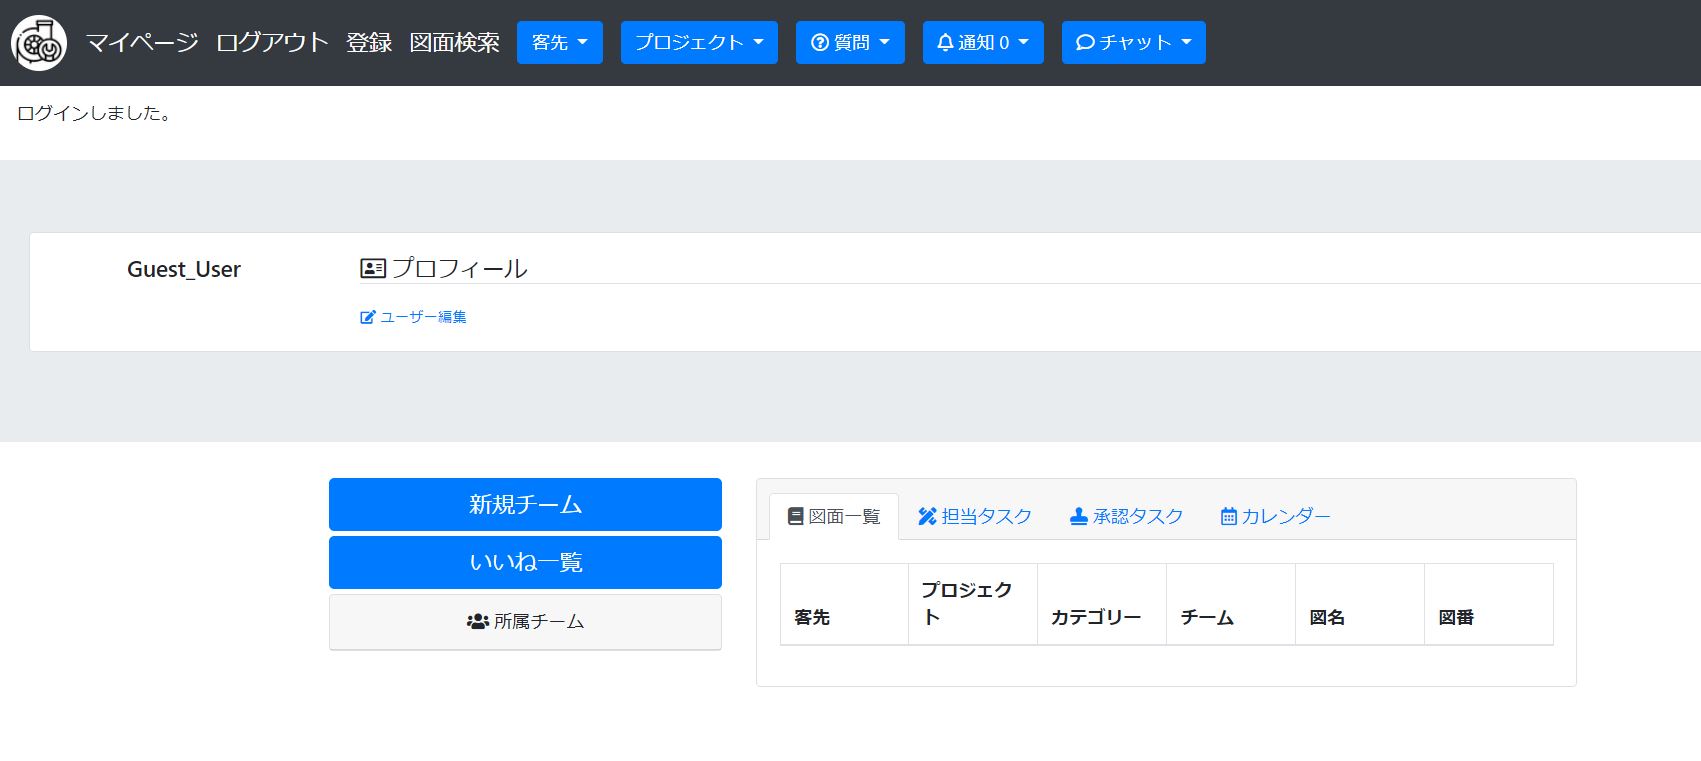 マイページ ログアウト 登録 図面検索 客先 プロジェクト 質問 通知 0 チャット
ログインしました。
Guest_User
プロフィール
ユーザー編集
新規チーム
いいね一覧
所属チーム
図面一覧 担当タスク 承認タスク カレンダー
客先 プロジェク
ト カテゴリー チーム 図名 図番